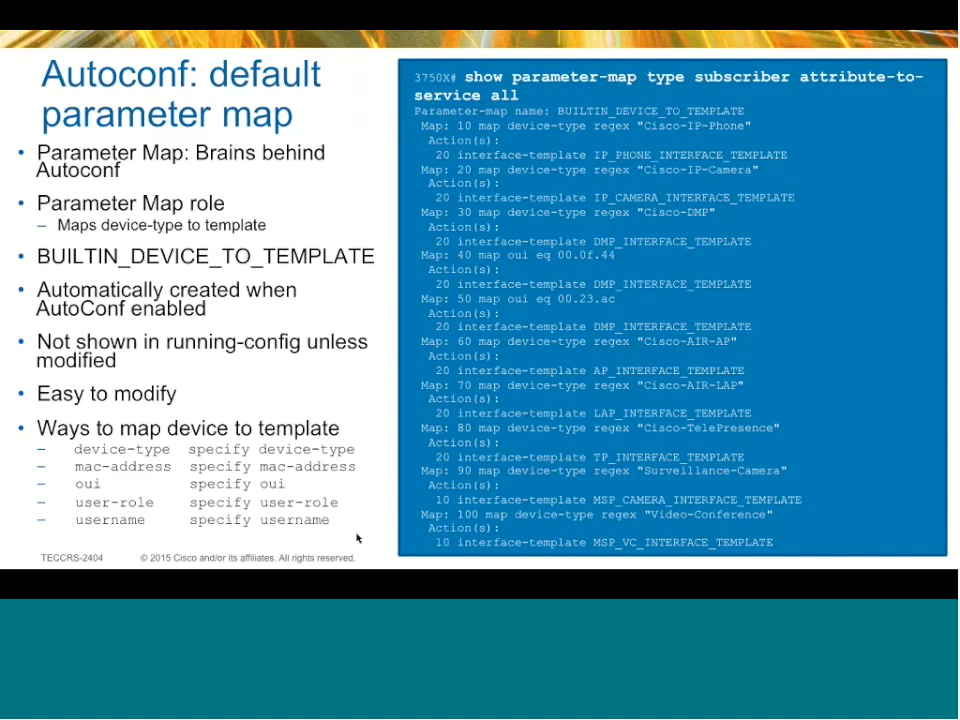 Autoconf: default
parameter map
• Parameter Map: Brains behind
Autoconf
• Parameter Map role
– Maps device-type to template
• BUILTIN_DEVICE_TO_TEMPLATE
• Automatically created when
AutoConf enabled
• Not shown in running-config unless
modified
• Easy to modify
• Ways to map device to template
– device-type specify device-type
– mac-address specify mac-address
– oui specify oui
– user-role specify user-role
– username specify username
TECCRS-2404 © 2015 Cisco and/or its affiliates. All rights reserved.
3750X# show parameter-map type subscriber attribute-to-
service all
Parameter-map name: BUILTIN_DEVICE_TO_TEMPLATE
Map: 10 map device-type regex "Cisco-IP-Phone"
Action(s):
20 interface-template IP_PHONE_INTERFACE_TEMPLATE
Map: 20 map device-type regex "Cisco-IP-Camera"
Action(s):
20 interface-template IP_CAMERA_INTERFACE_TEMPLATE
Map: 30 map device-type regex "Cisco-DMP"
Action(s):
20 interface-template DMP_INTERFACE_TEMPLATE
Map: 40 map oui eq 00.0f.44
Action(s):
20 interface-template DMP_INTERFACE_TEMPLATE
Map: 50 map oui eq 00.23.ac
Action(s):
20 interface-template DMP_INTERFACE_TEMPLATE
Map: 60 map device-type regex "Cisco-AIR-AP"
Action(s):
20 interface-template AP_INTERFACE_TEMPLATE
Map: 70 map device-type regex "Cisco-AIR-LAP"
Action(s):
20 interface-template LAP_INTERFACE_TEMPLATE
Map: 80 map device-type regex "Cisco-TelePresence"
Action(s):
20 interface-template TP_INTERFACE_TEMPLATE
Map: 90 map device-type regex "Surveillance-Camera"
Action(s):
10 interface-template MSP_CAMERA_INTERFACE_TEMPLATE
Map: 100 map device-type regex "Video-Conference"
Action(s):
10 interface-template MSP_VC_INTERFACE_TEMPLATE